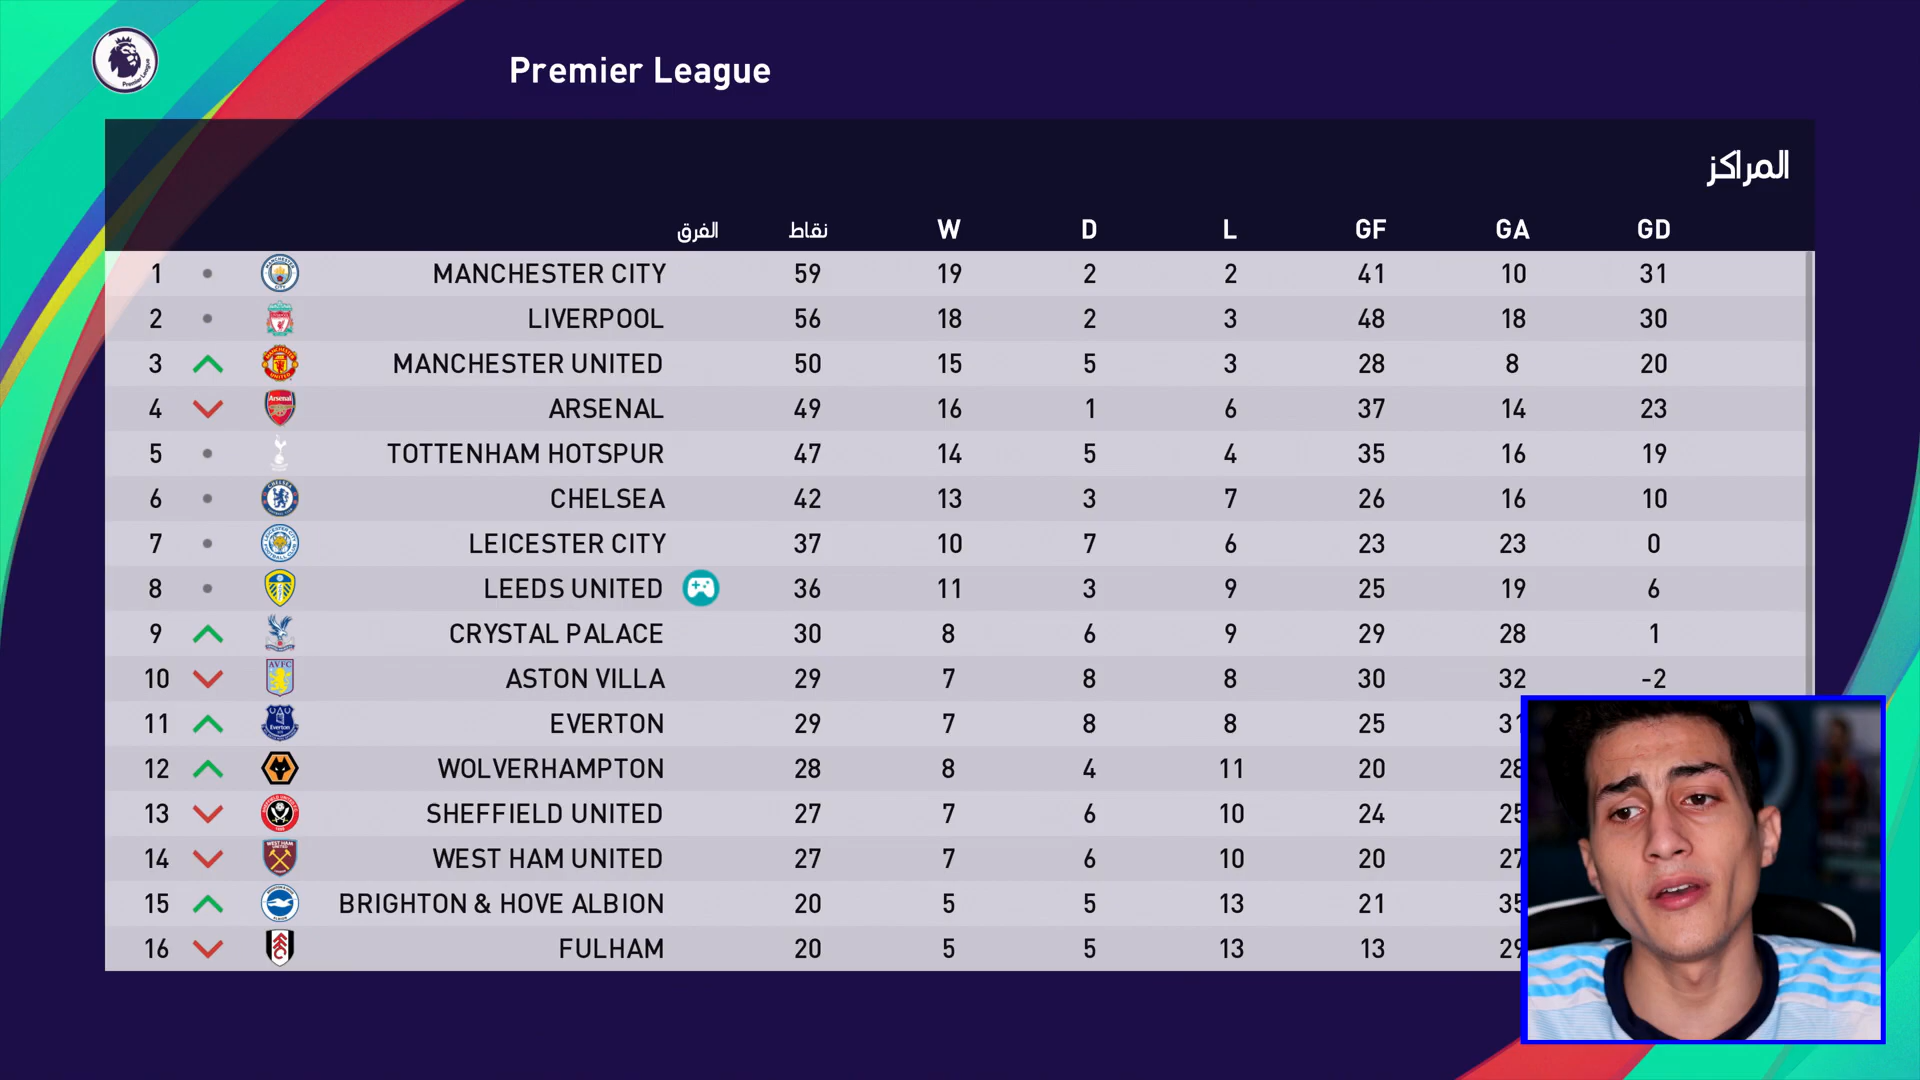 Premier League
المراكز
الفرق نقاط W D L GF GA GD
1 MANCHESTER CITY 59 19 2 2 41 10 31
2 LIVERPOOL 56 18 2 3 48 18 30
3 MANCHESTER UNITED 50 15 5 3 28 8 20
4 ARSENAL 49 16 1 6 37 14 23
5 TOTTENHAM HOTSPUR 47 14 5 4 35 16 19
6 CHELSEA 42 13 3 7 26 16 10
7 LEICESTER CITY 37 10 7 6 23 23 0
8 LEEDS UNITED 36 11 3 9 25 19 6
9 CRYSTAL PALACE 30 8 6 9 29 28 1
10 ASTON VILLA 29 7 8 8 30 32 -2
11 EVERTON 29 7 8 8 25 31
12 WOLVERHAMPTON 28 8 4 11 20 28
13 SHEFFIELD UNITED 27 7 6 10 24 25
14 WEST HAM UNITED 27 7 6 10 20 27
15 BRIGHTON & HOVE ALBION 20 5 5 13 21 35
16 FULHAM 20 5 5 13 13 29